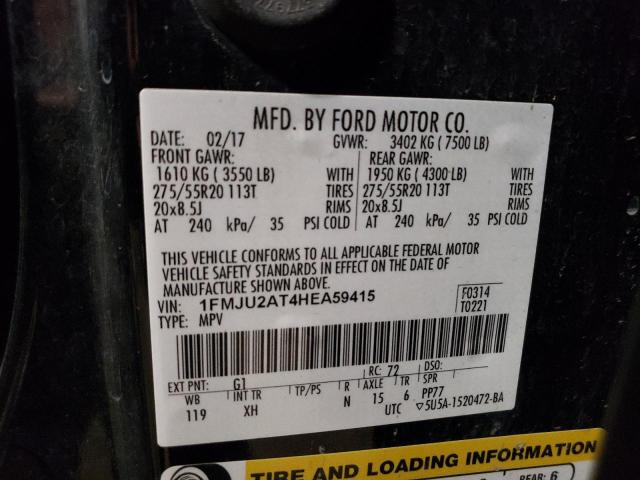 MFD. BY FORD MOTOR CO.
DATE: 02/17 GVWR: 3402 KG ( 7500 LB)
FRONT GAWR: REAR GAWR:
1610 KG ( 3550 LB) WITH 1950 KG ( 4300 LB) WITH
275/55R20 113T TIRES 275/55R20 113T TIRES
20x8.5J RIMS 20x8.5J RIMS
AT 240 kPa/ 35 PSI COLD AT 240 kPa/ 35 PSI COLD
THIS VEHICLE CONFORMS TO ALL APPLICABLE FEDERAL MOTOR
VEHICLE SAFETY STANDARDS IN EFFECT ON THE DATE OF
MANUFACTURE SHOWN ABOVE.
VIN: 1FMJU2AT4HEA59415 F0314
TYPE: MPV T0221
EXT PNT: G1 RC: 72 DSO:
WB INT TR TP/PS R AXLE TR SPR
119 XH N 15 6 PP77
UTC ▽5U5A-1520472-BA
TIRE AND LOADING INFORMATION
REAR: 6